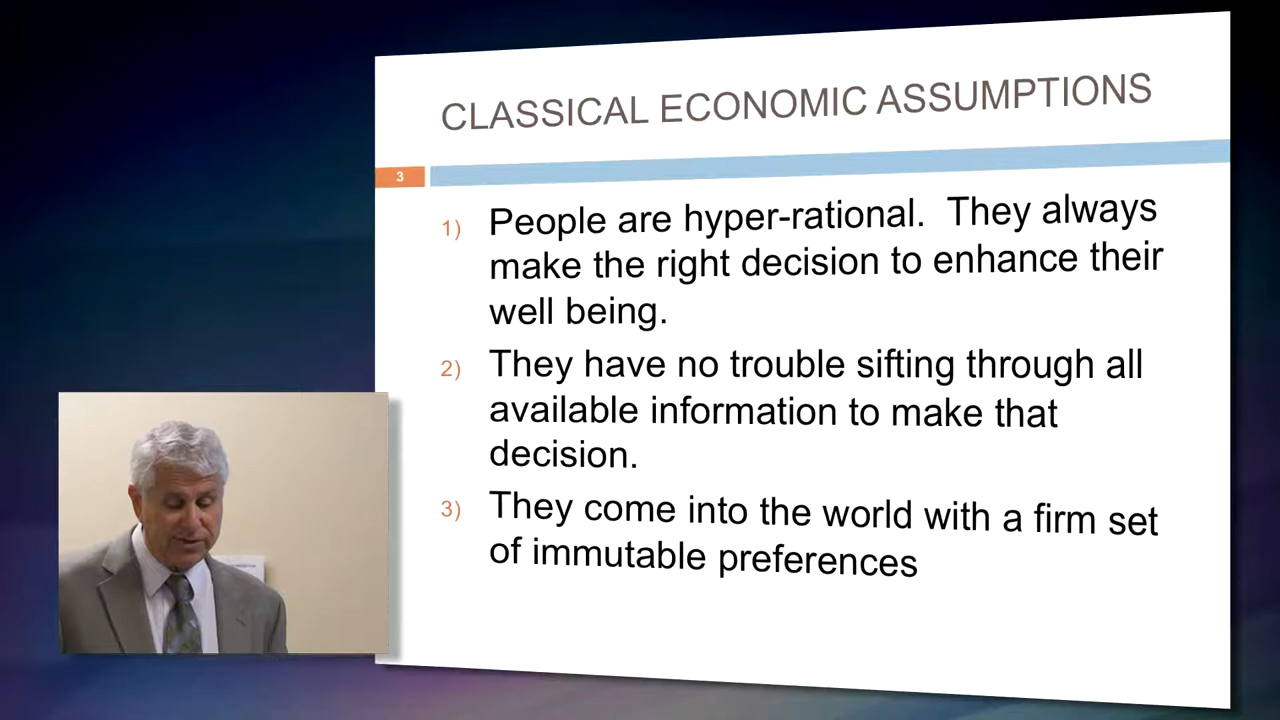 CLASSICAL ECONOMIC ASSUMPTIONS
3
1) People are hyper-rational. They always
make the right decision to enhance their
well being.
2) They have no trouble sifting through all
available information to make that
decision.
3) They come into the world with a firm set
of immutable preferences